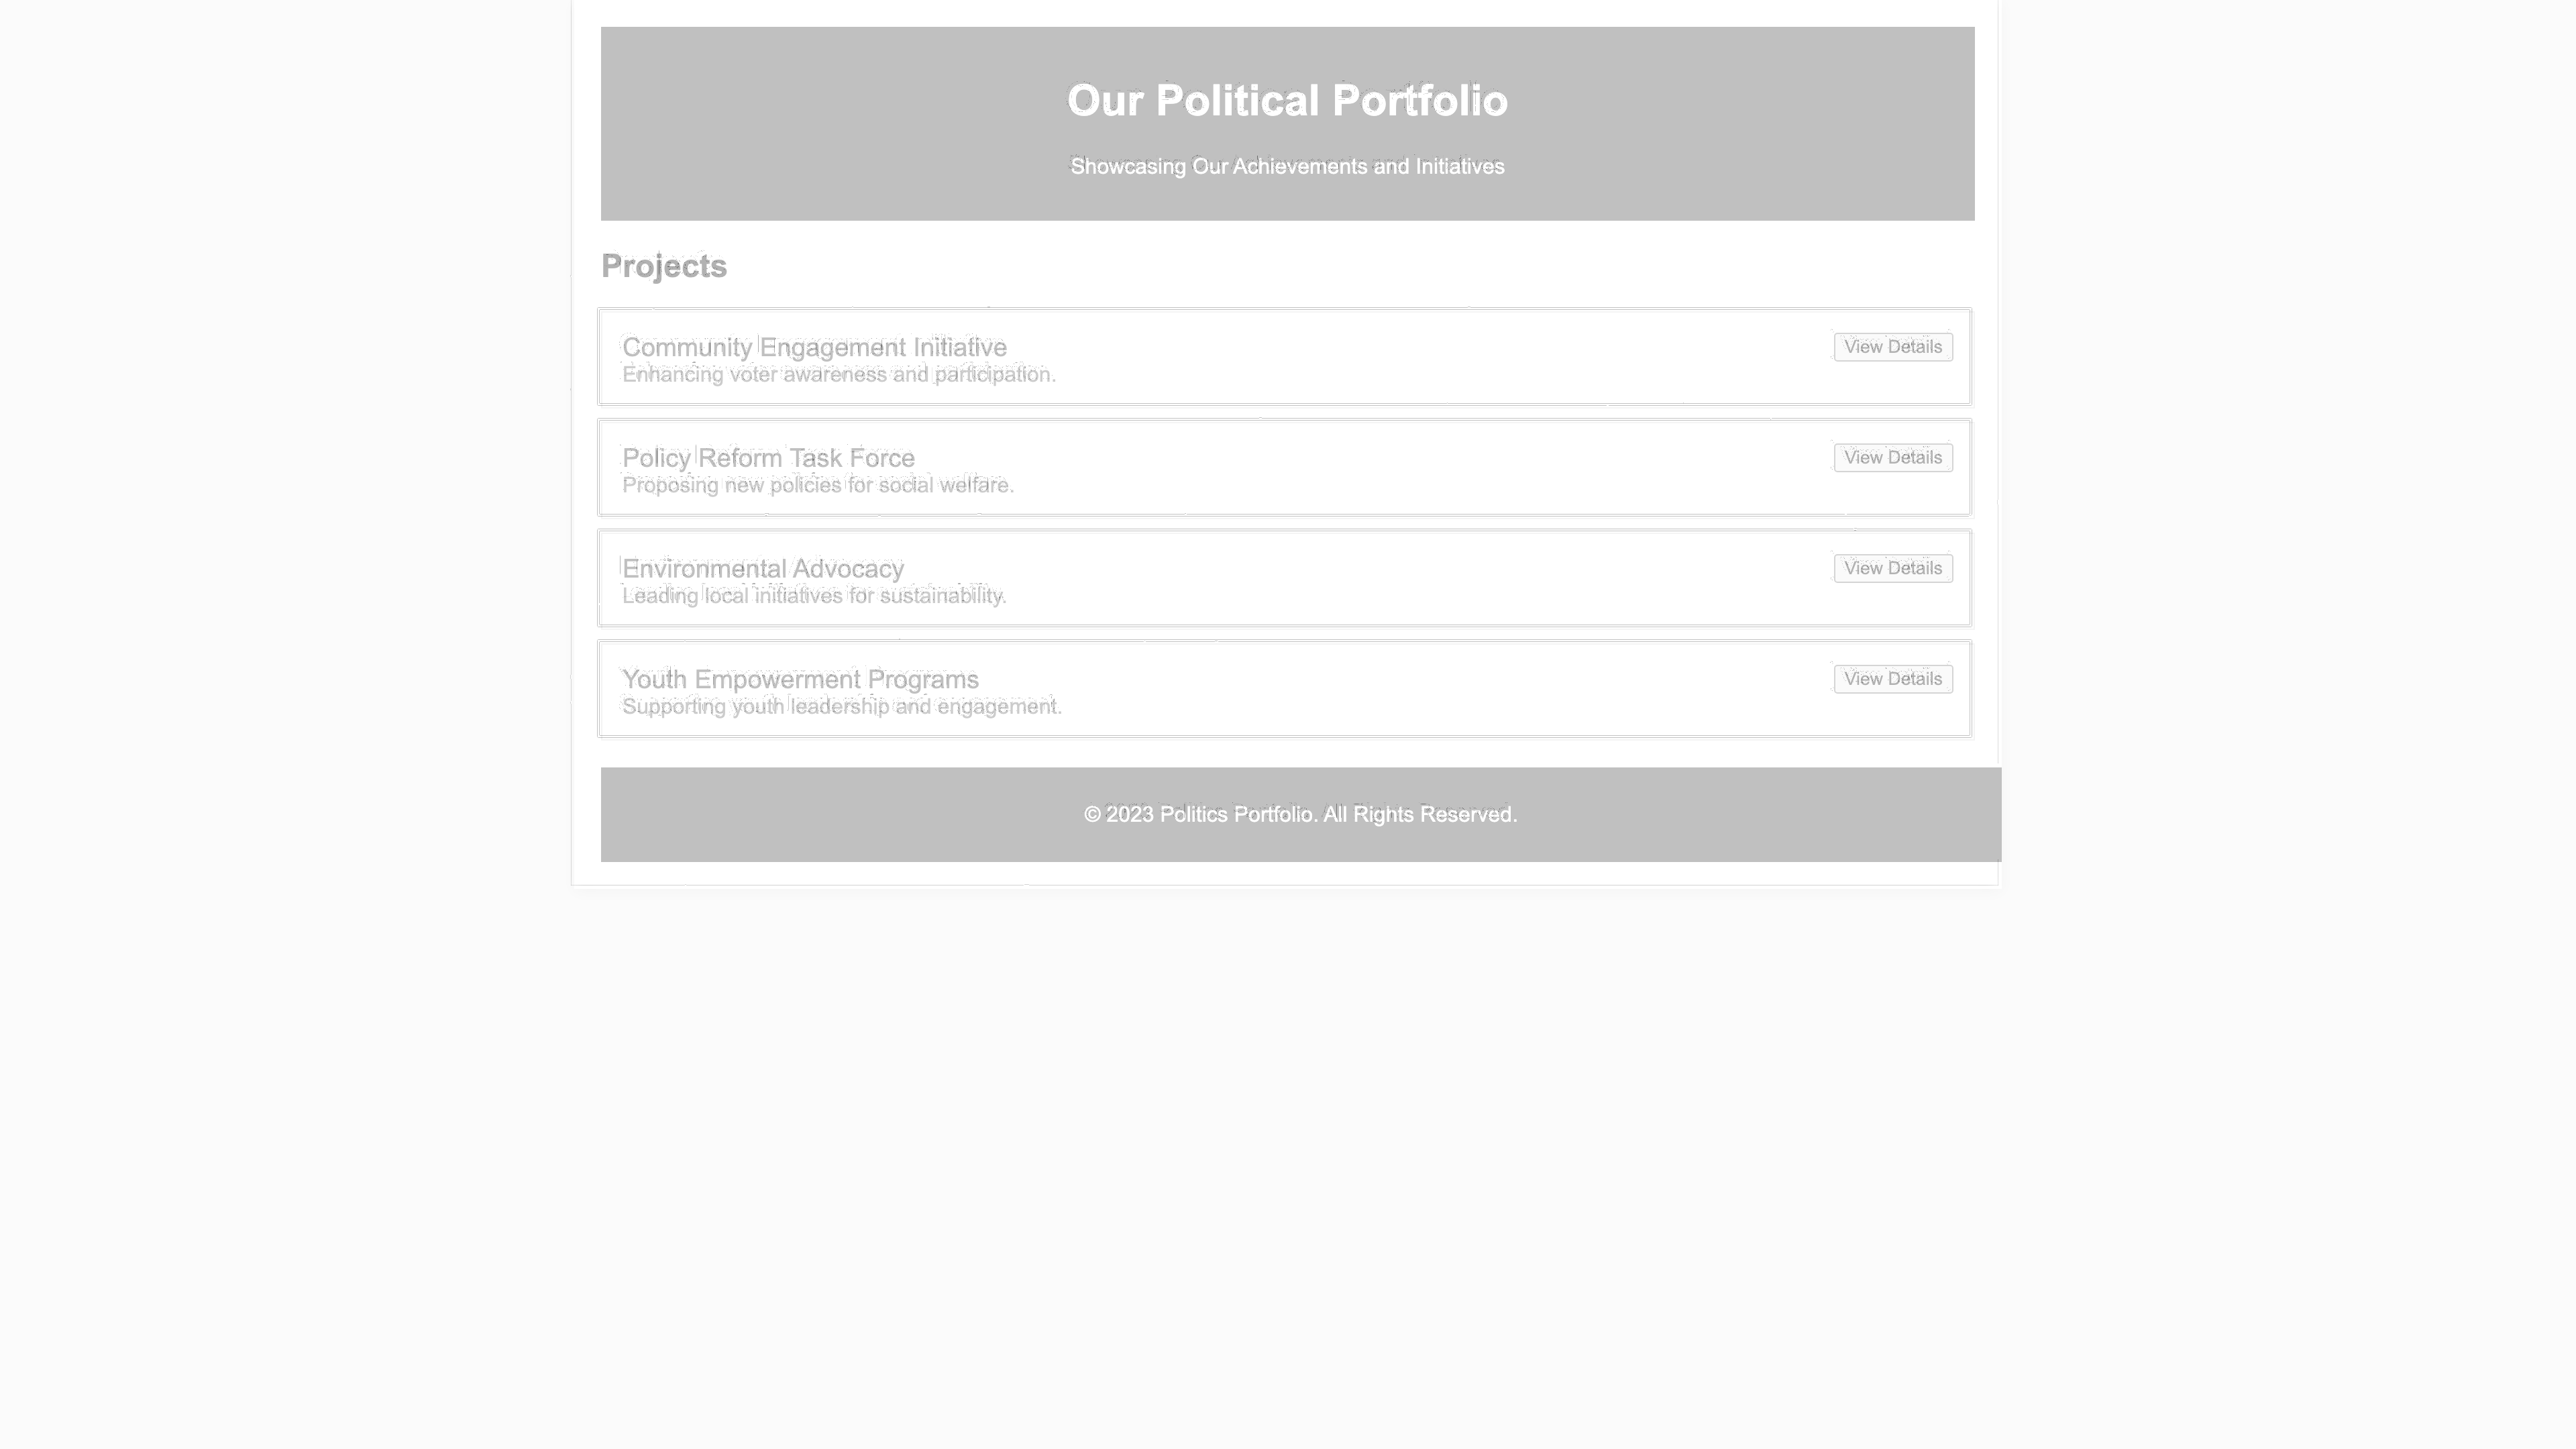 Our Political Portfolio
Showcasing Our Achievements and Initiatives
Projects
Community Engagement Initiative
View Details
Enhancing voter awareness and participation.
Policy Reform Task Force
View Details
Proposing new policies for social welfare.
Environmental Advocacy
View Details
Leading local initiatives for sustainability.
Youth Empowerment Programs
View Details
Supporting youth leadership and engagement.
© 2023 Politics Portfolio. All Rights Reserved.